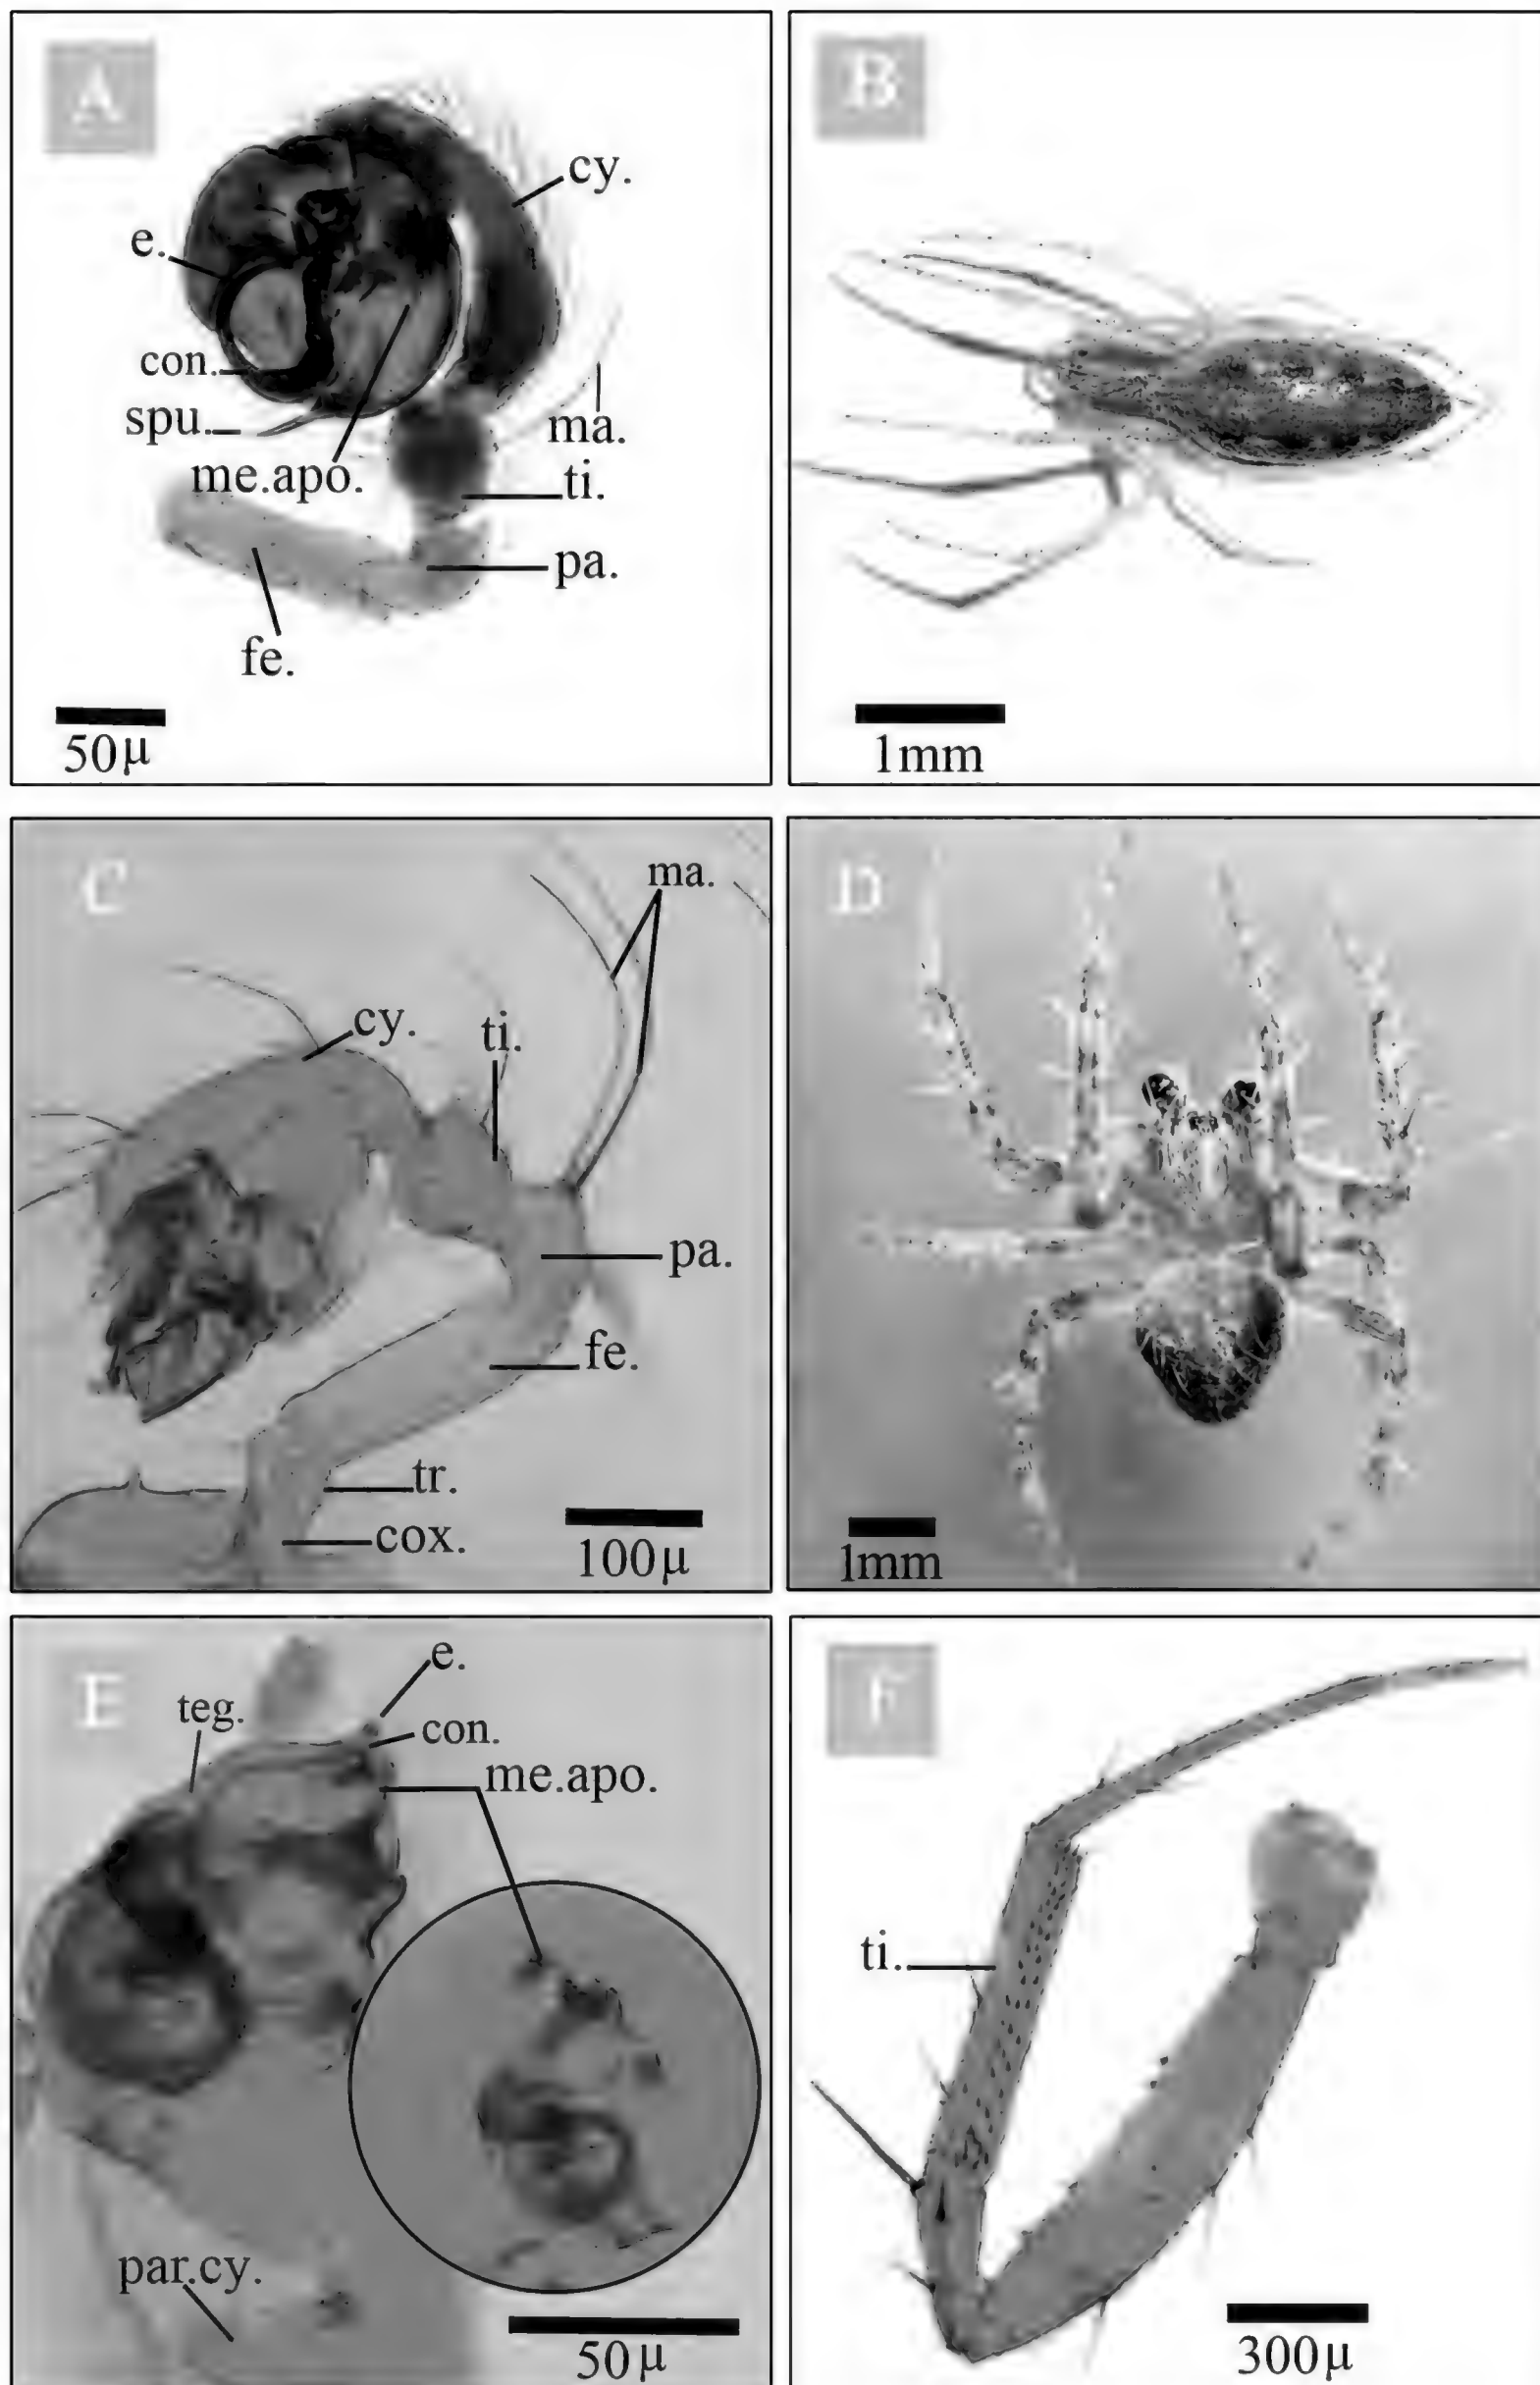 A
cy.
e.
con.
spu.
ma.
me.apo.
ti.
pa.
fe.
50µ
B
1mm
C
ma.
cy.
ti.
pa.
fe.
tr.
cox.
100µ
D
1mm
E
e.
teg.
con.
me.apo.
par.cy.
50µ
F
ti.
300µ